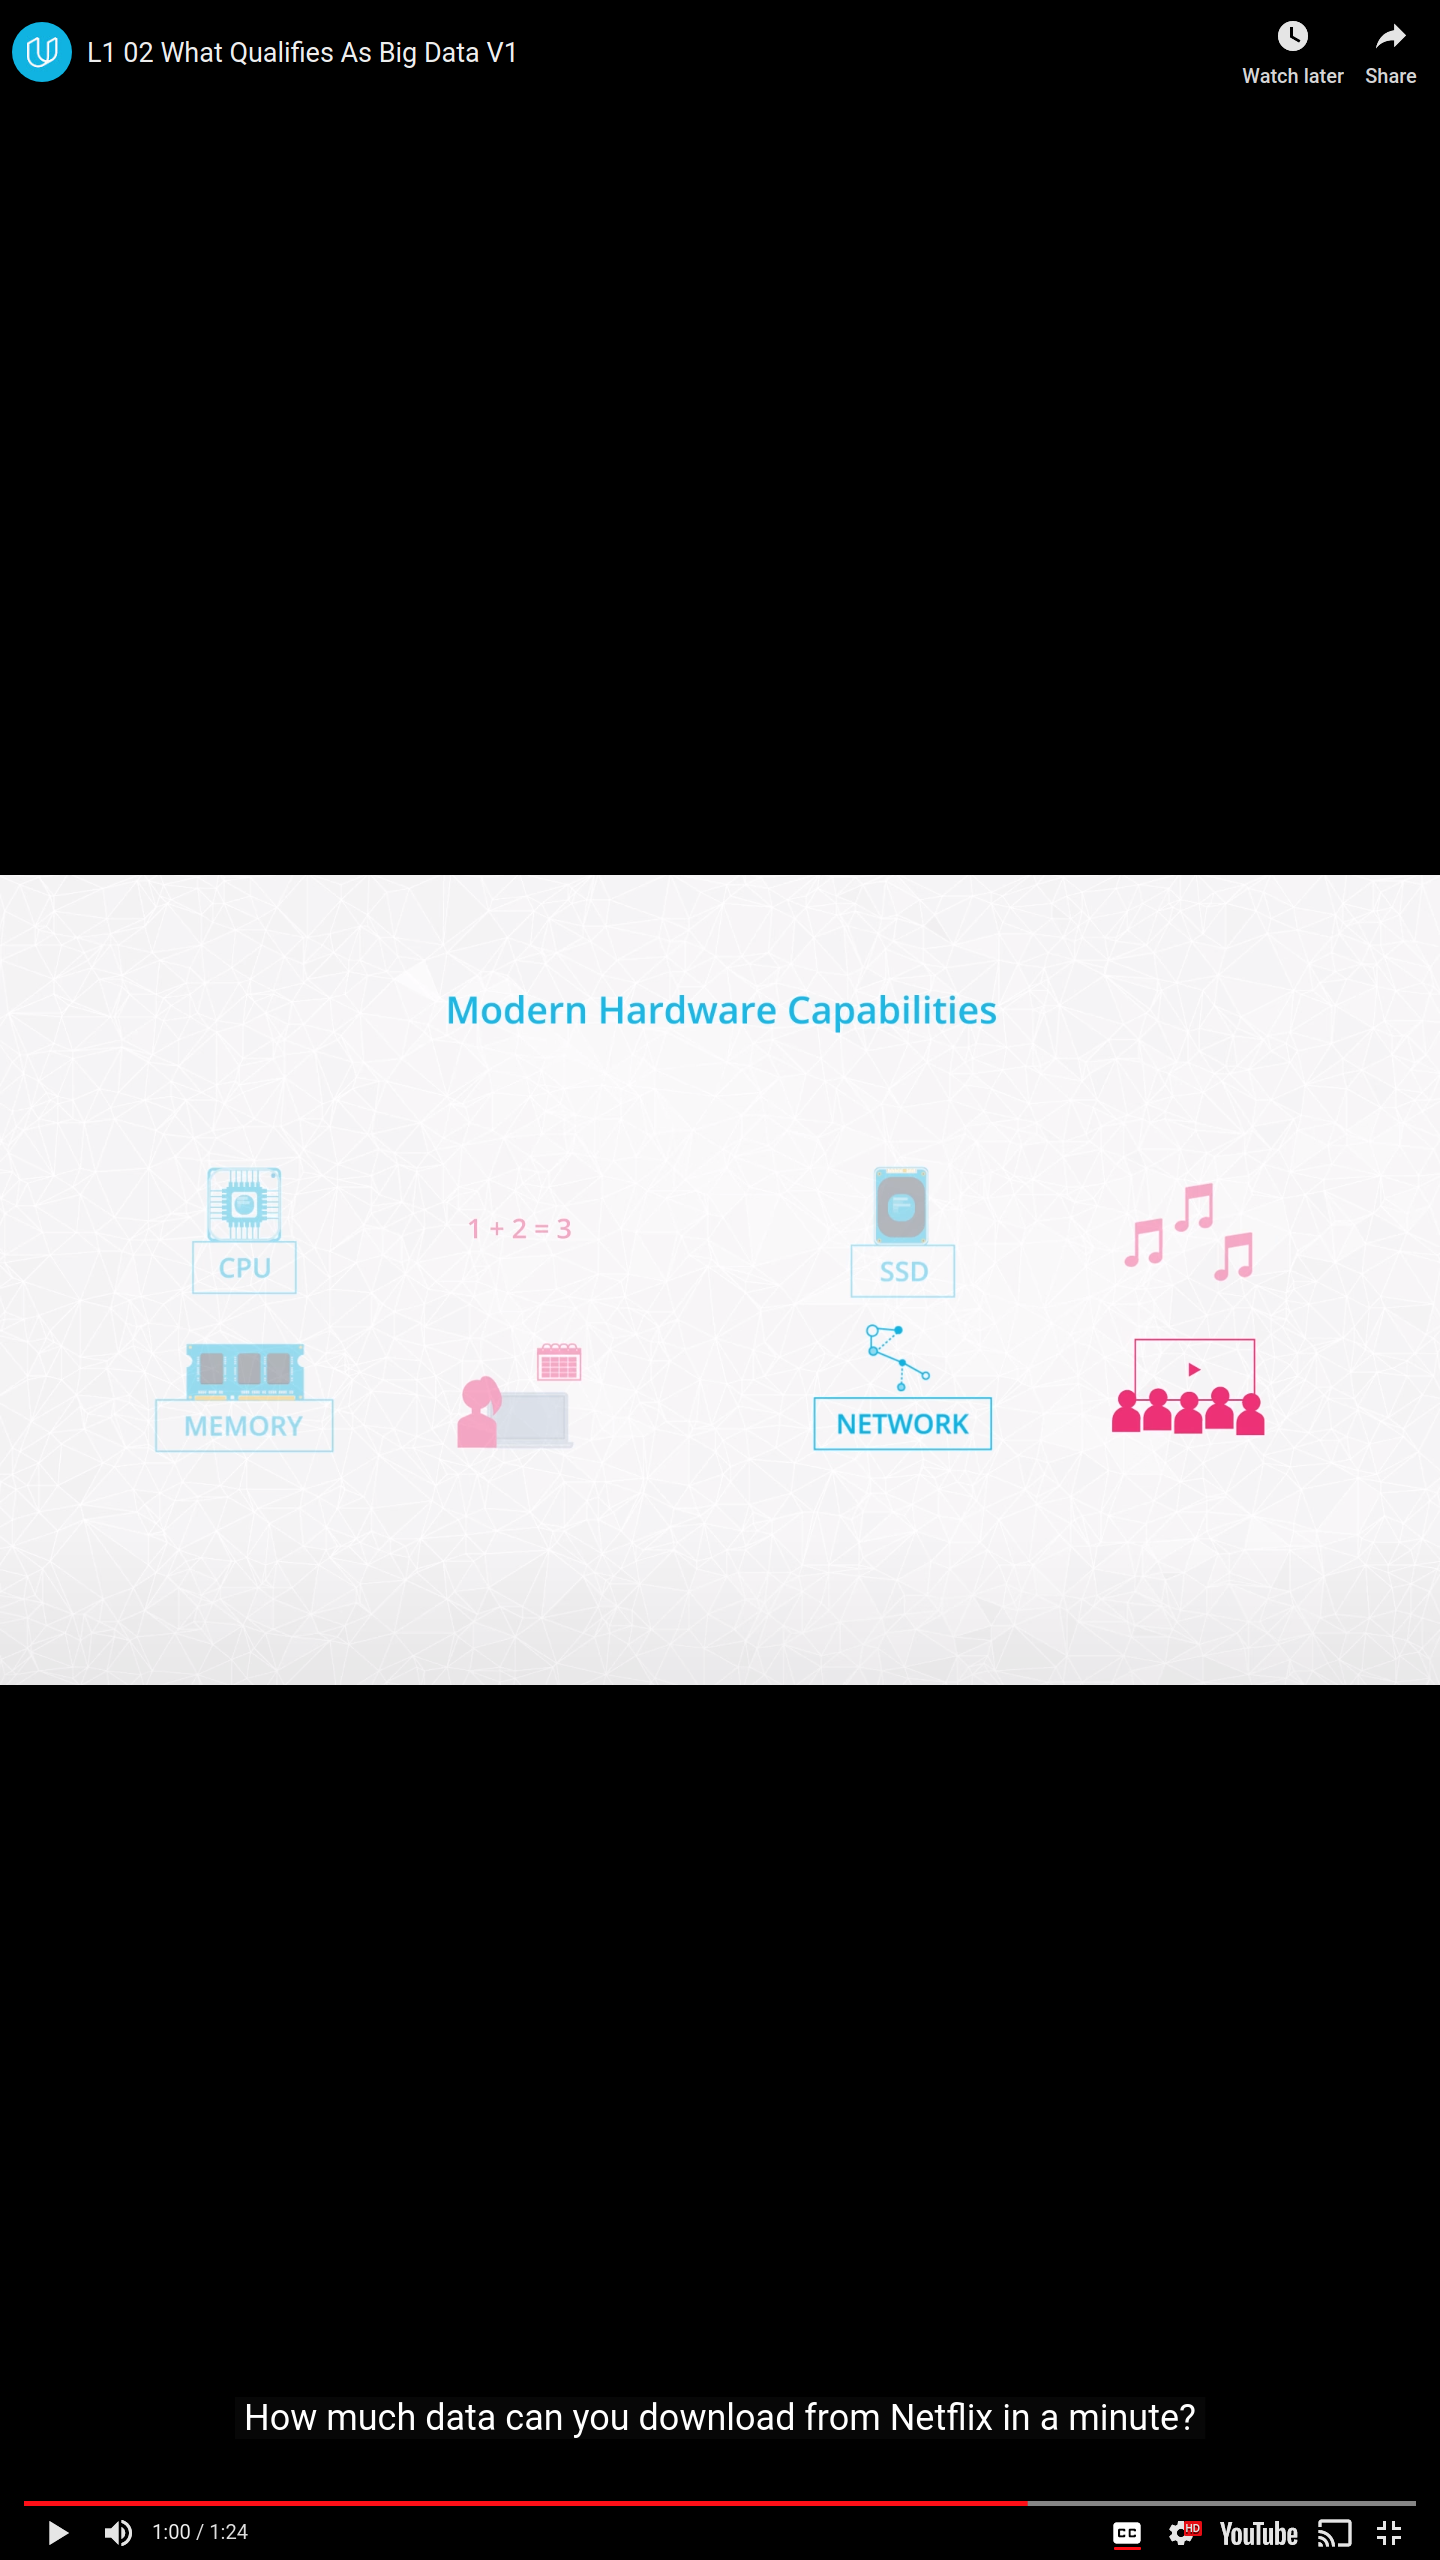 L1 02 What Qualifies As Big Data V1
Watch later
Share
Modern Hardware Capabilities
CPU
1 + 2 = 3
SSD
MEMORY
NETWORK
How much data can you download from Netflix in a minute?
1:00 / 1:24
CC
HD
YouTube